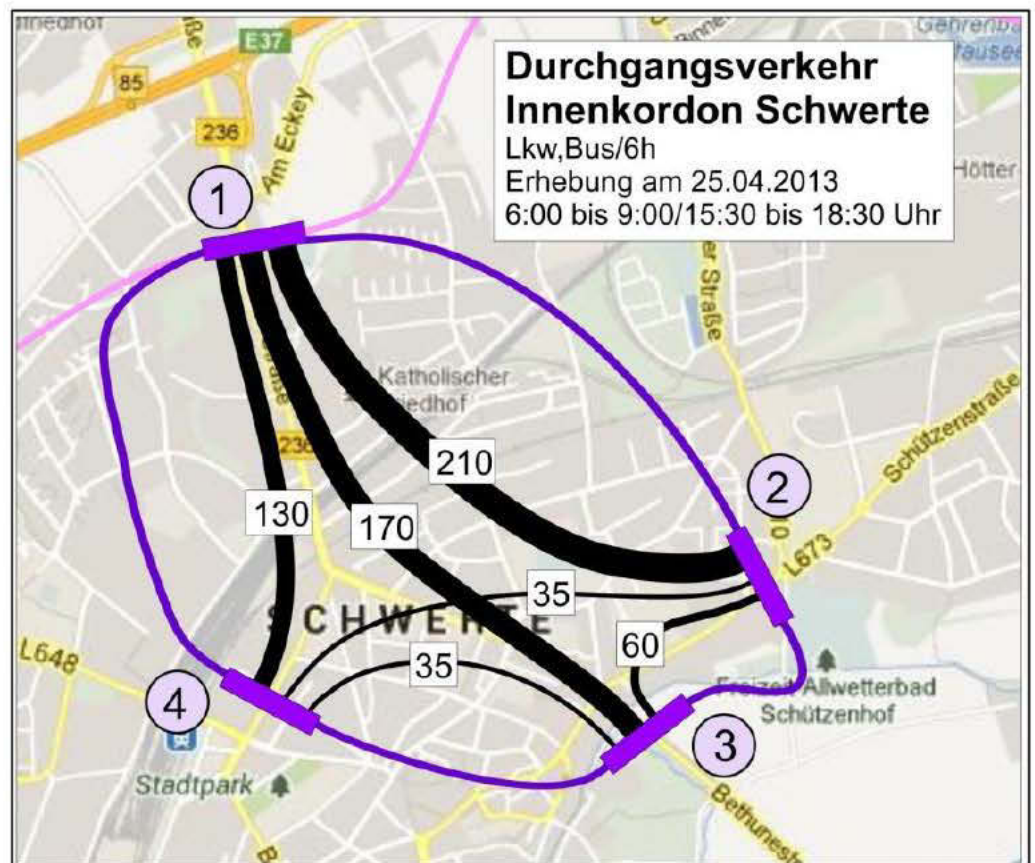 E37
85
236
Am Eckey
Durchgangsverkehr
Innenkordon Schwerte
Lkw,Bus/6h
Erhebung am 25.04.2013
6:00 bis 9:00/15:30 bis 18:30 Uhr
Hötter
1
Katholischer
236
210
2
Schützenstraße
130
170
L673
35
SCHWERTE
60
35
L648
4
Freizeit Allwetterbad
Schützenhof
3
Stadtpark